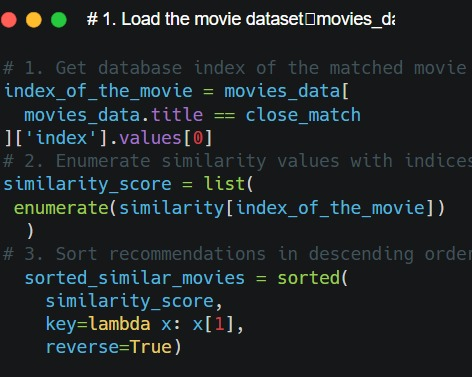 # 1. Load the movie dataset□movies_da
# 1. Get database index of the matched movie
index_of_the_movie = movies_data[
  movies_data.title == close_match
]['index'].values[0]
# 2. Enumerate similarity values with indices
similarity_score = list(
 enumerate(similarity[index_of_the_movie])
  )
# 3. Sort recommendations in descending order
  sorted_similar_movies = sorted(
    similarity_score,
    key=lambda x: x[1],
    reverse=True)